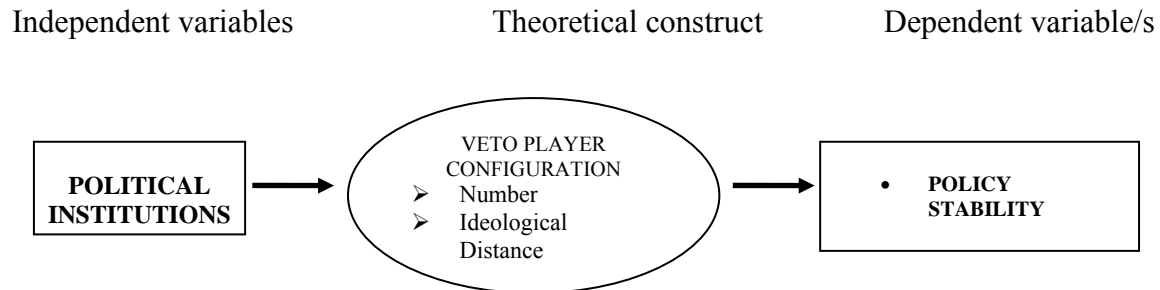 Independent variables
Theoretical construct
Dependent variable/s
POLITICAL
INSTITUTIONS
VETO PLAYER
CONFIGURATION
➢ Number
➢ Ideological
Distance
• POLICY
STABILITY